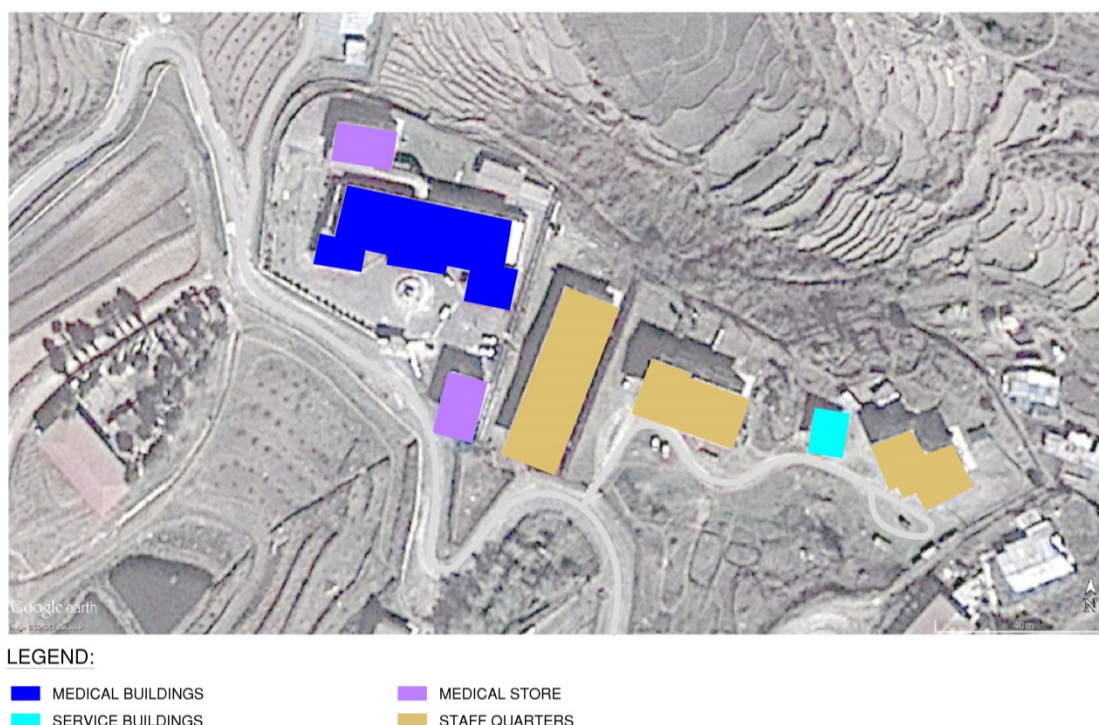 Google earth
N
40 m
LEGEND:
MEDICAL BUILDINGS
MEDICAL STORE
SERVICE BUILDINGS
STAFF QUARTERS